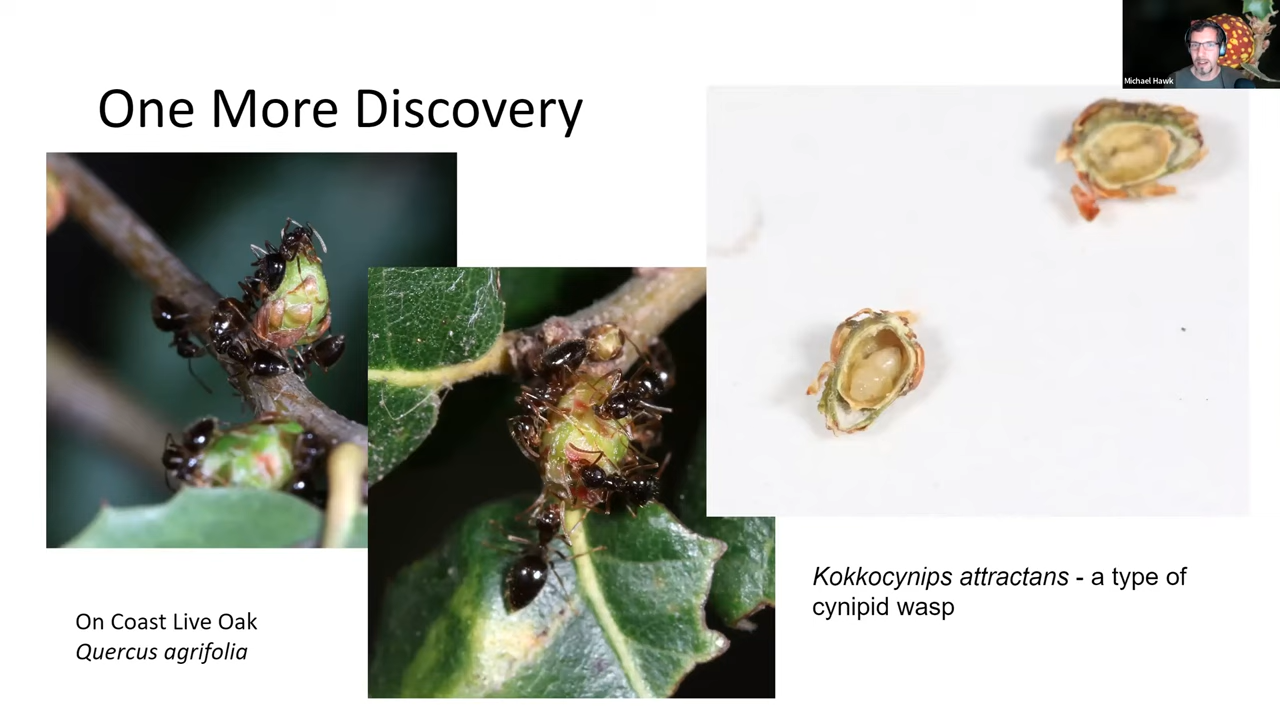 Michael Hawk
One More Discovery
On Coast Live Oak
Quercus agrifolia
Kokkocynips attractans - a type of
cynipid wasp